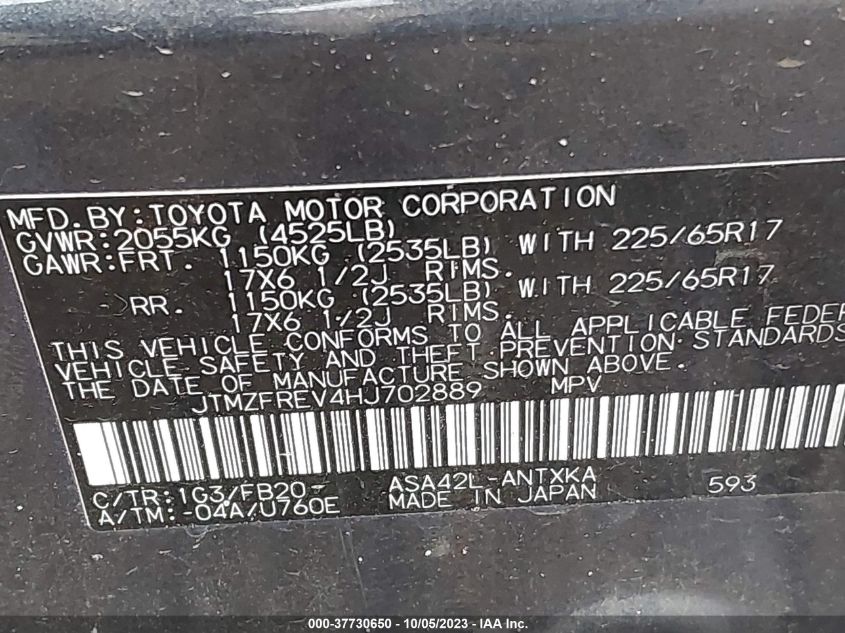 MFD.BY:TOYOTA MOTOR CORPORATION
GVWR:2055KG (4525LB)
GAWR:FRT. 1150KG (2535LB) WITH 225/65R17
17X6 1/2J RIMS.
RR. 1150KG (2535LB) WITH 225/65R17
17X6 1/2J RIMS.
THIS VEHICLE CONFORMS TO ALL APPLICABLE FEDER
VEHICLE SAFETY AND THEFT PREVENTION STANDARDS
THE DATE OF MANUFACTURE SHOWN ABOVE.
JTMZFREV4HJ702889 MPV
C/TR:1G3/FB20- ASA42L-ANTXKA 593
A/TM:-04A/U760E MADE IN JAPAN
000-37730650 - 10/05/2023 - IAA Inc.